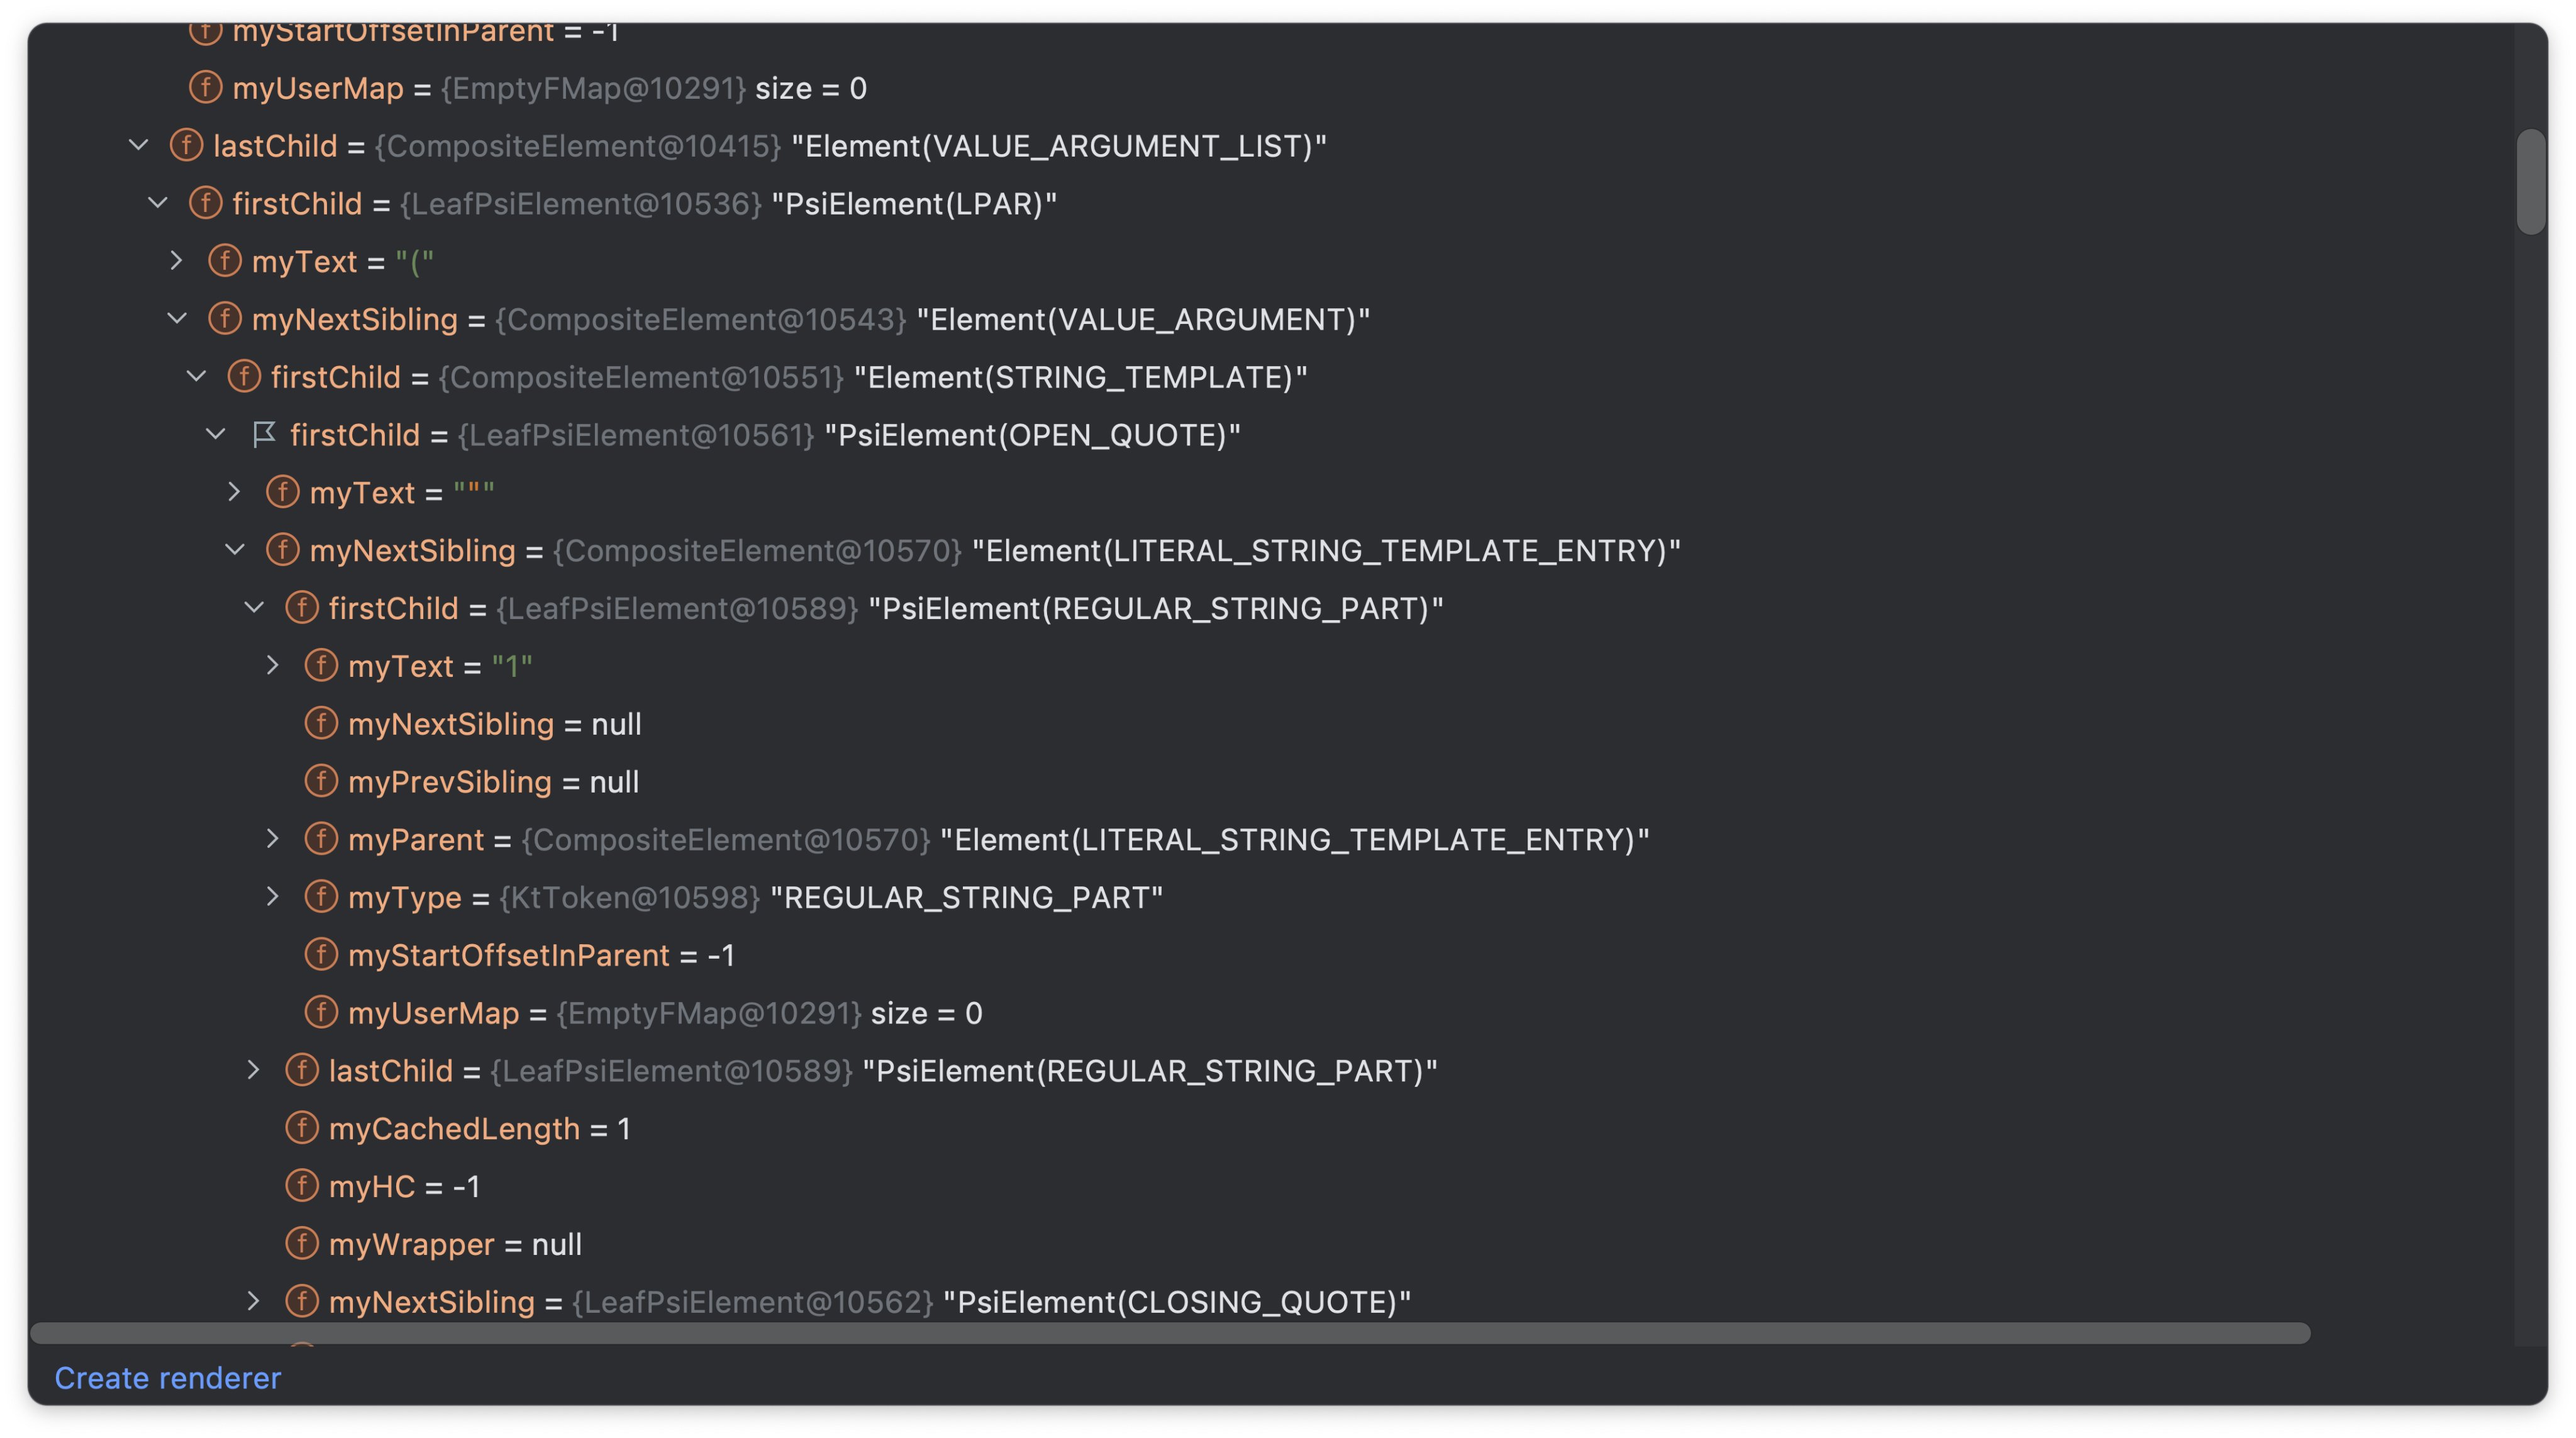 myStartOffsetInParent = -1
myUserMap = {EmptyFMap@10291} size = 0
lastChild = {CompositeElement@10415} "Element(VALUE_ARGUMENT_LIST)"
firstChild = {LeafPsiElement@10536} "PsiElement(LPAR)"
myText = "("
myNextSibling = {CompositeElement@10543} "Element(VALUE_ARGUMENT)"
firstChild = {CompositeElement@10551} "Element(STRING_TEMPLATE)"
firstChild = {LeafPsiElement@10561} "PsiElement(OPEN_QUOTE)"
myText = """
myNextSibling = {CompositeElement@10570} "Element(LITERAL_STRING_TEMPLATE_ENTRY)"
firstChild = {LeafPsiElement@10589} "PsiElement(REGULAR_STRING_PART)"
myText = "1"
myNextSibling = null
myPrevSibling = null
myParent = {CompositeElement@10570} "Element(LITERAL_STRING_TEMPLATE_ENTRY)"
myType = {KtToken@10598} "REGULAR_STRING_PART"
myStartOffsetInParent = -1
myUserMap = {EmptyFMap@10291} size = 0
lastChild = {LeafPsiElement@10589} "PsiElement(REGULAR_STRING_PART)"
myCachedLength = 1
myHC = -1
myWrapper = null
myNextSibling = {LeafPsiElement@10562} "PsiElement(CLOSING_QUOTE)"
Create renderer